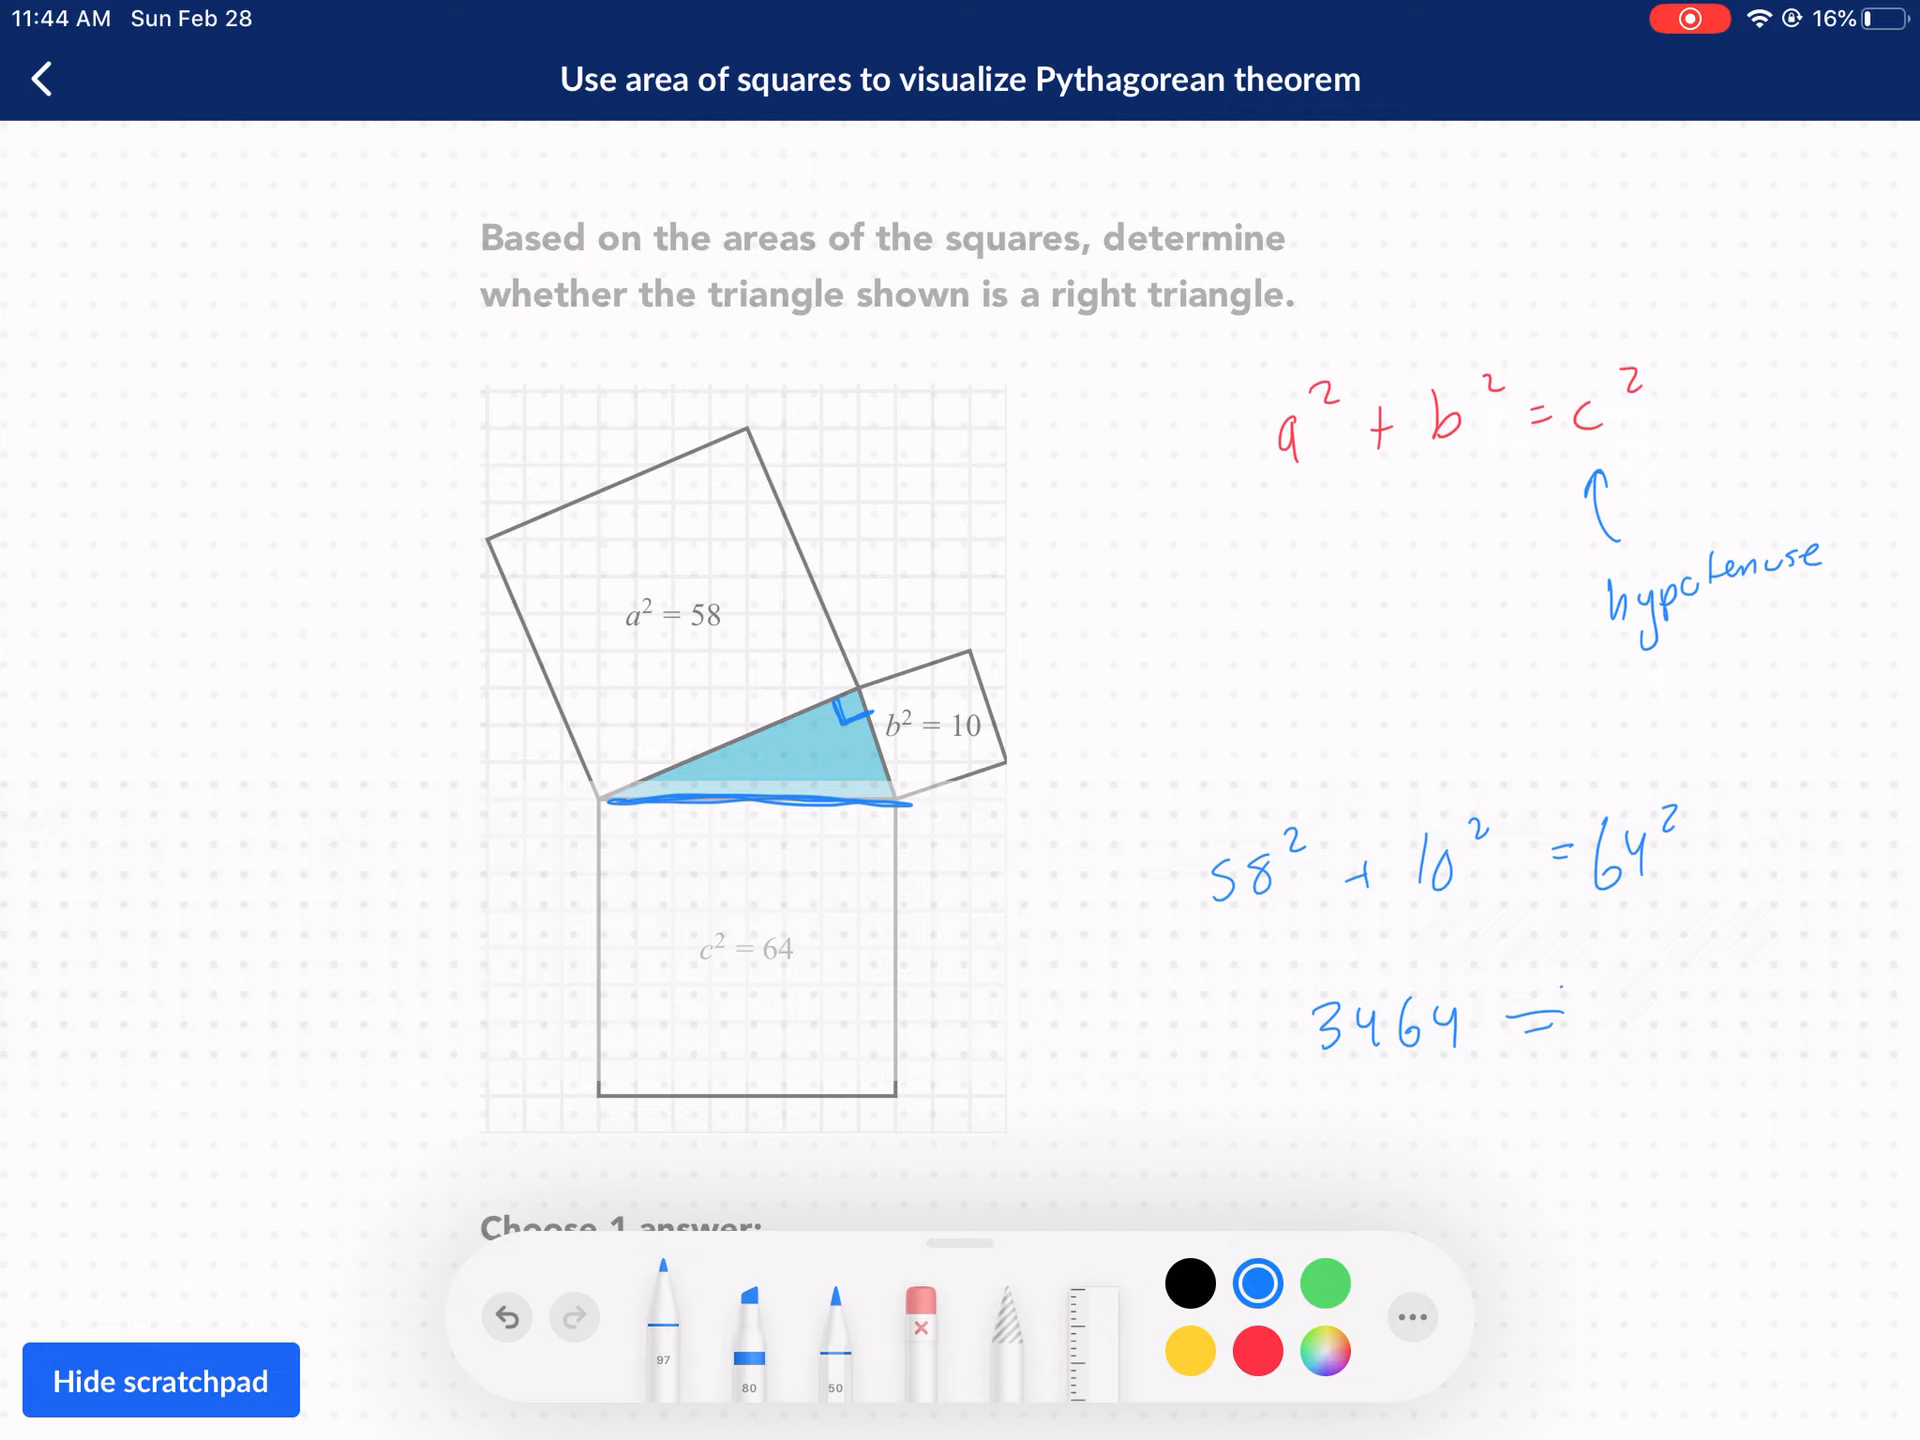 11:44 AM Sun Feb 28
16%
Use area of squares to visualize Pythagorean theorem
Based on the areas of the squares, determine
whether the triangle shown is a right triangle.
a² + b² = c²
hypotenuse
a² = 58
b² = 10
58² + 10² = 64²
c² = 64
3464 =
Choose 1 answer:
97
80
50
Hide scratchpad